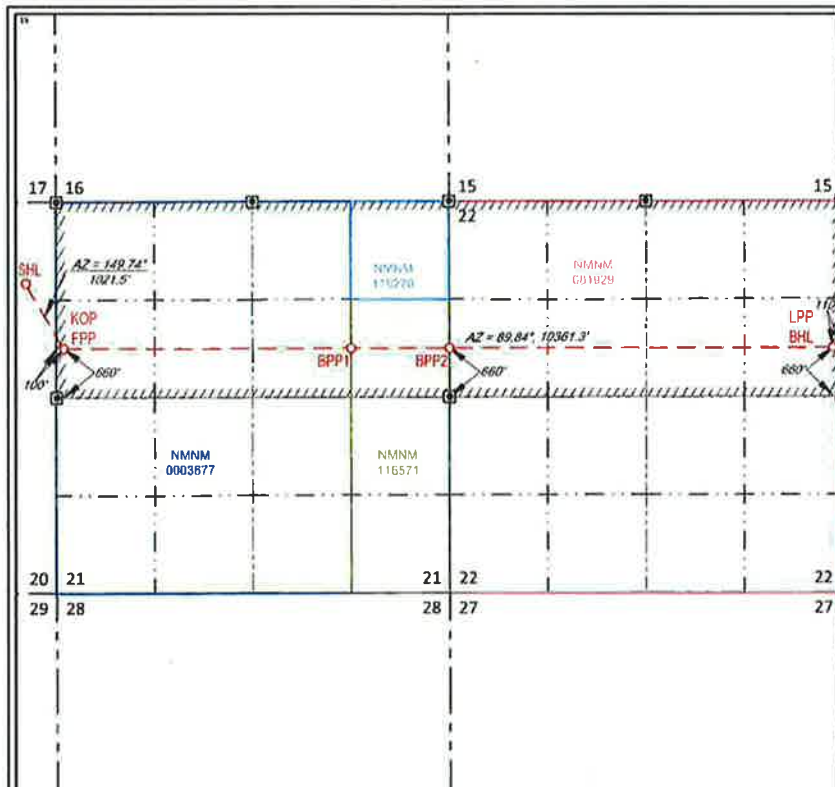 17 16
15
22
15
SHL
AZ = 149.74°
1021.5'
KOP
FPP
100'
660'
NMNM
NMNM
BPP1
BPP2
AZ = 89.84°, 10361.3'
660'
LPP
BHL
660'
NMNM
0003677
NMNM
116571
20 21
21 22
22
29 28
28 27
27